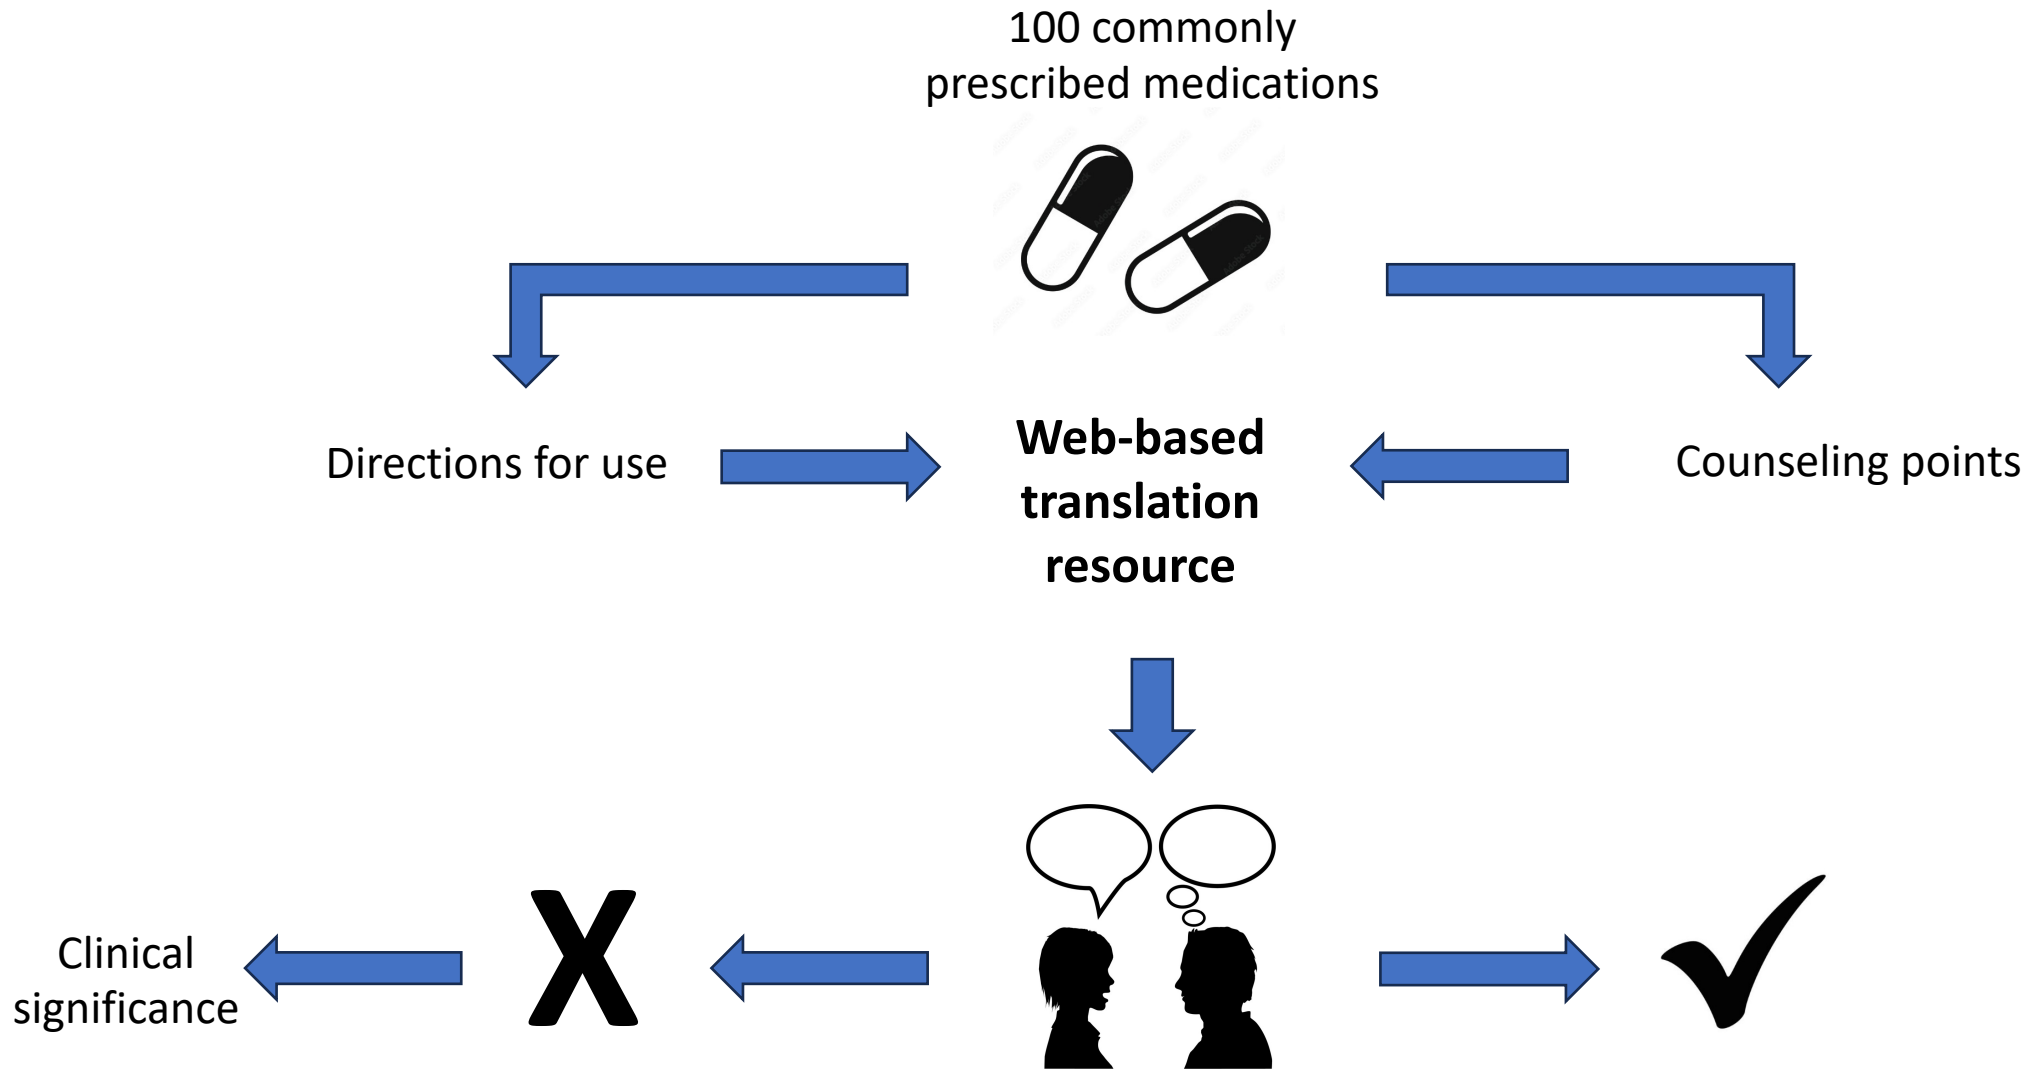 100 commonly
prescribed medications
Directions for use
Web-based
translation
resource
Counseling points
Clinical
significance
X